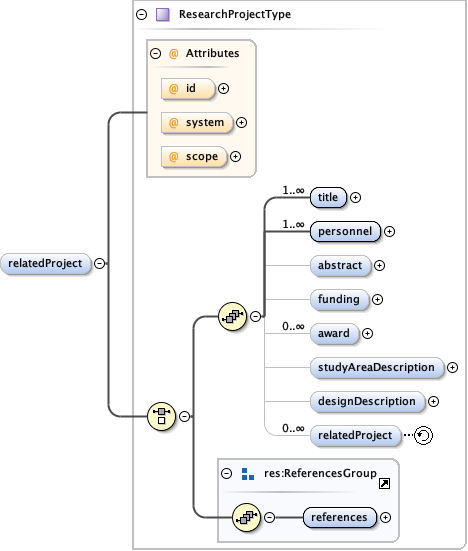 ResearchProjectType
@ Attributes
@ id
@ system
@ scope
1..∞
title
1..∞
personnel
relatedProject
abstract
funding
0..∞
award
studyAreaDescription
designDescription
0..∞
relatedProject
res:ReferencesGroup
references